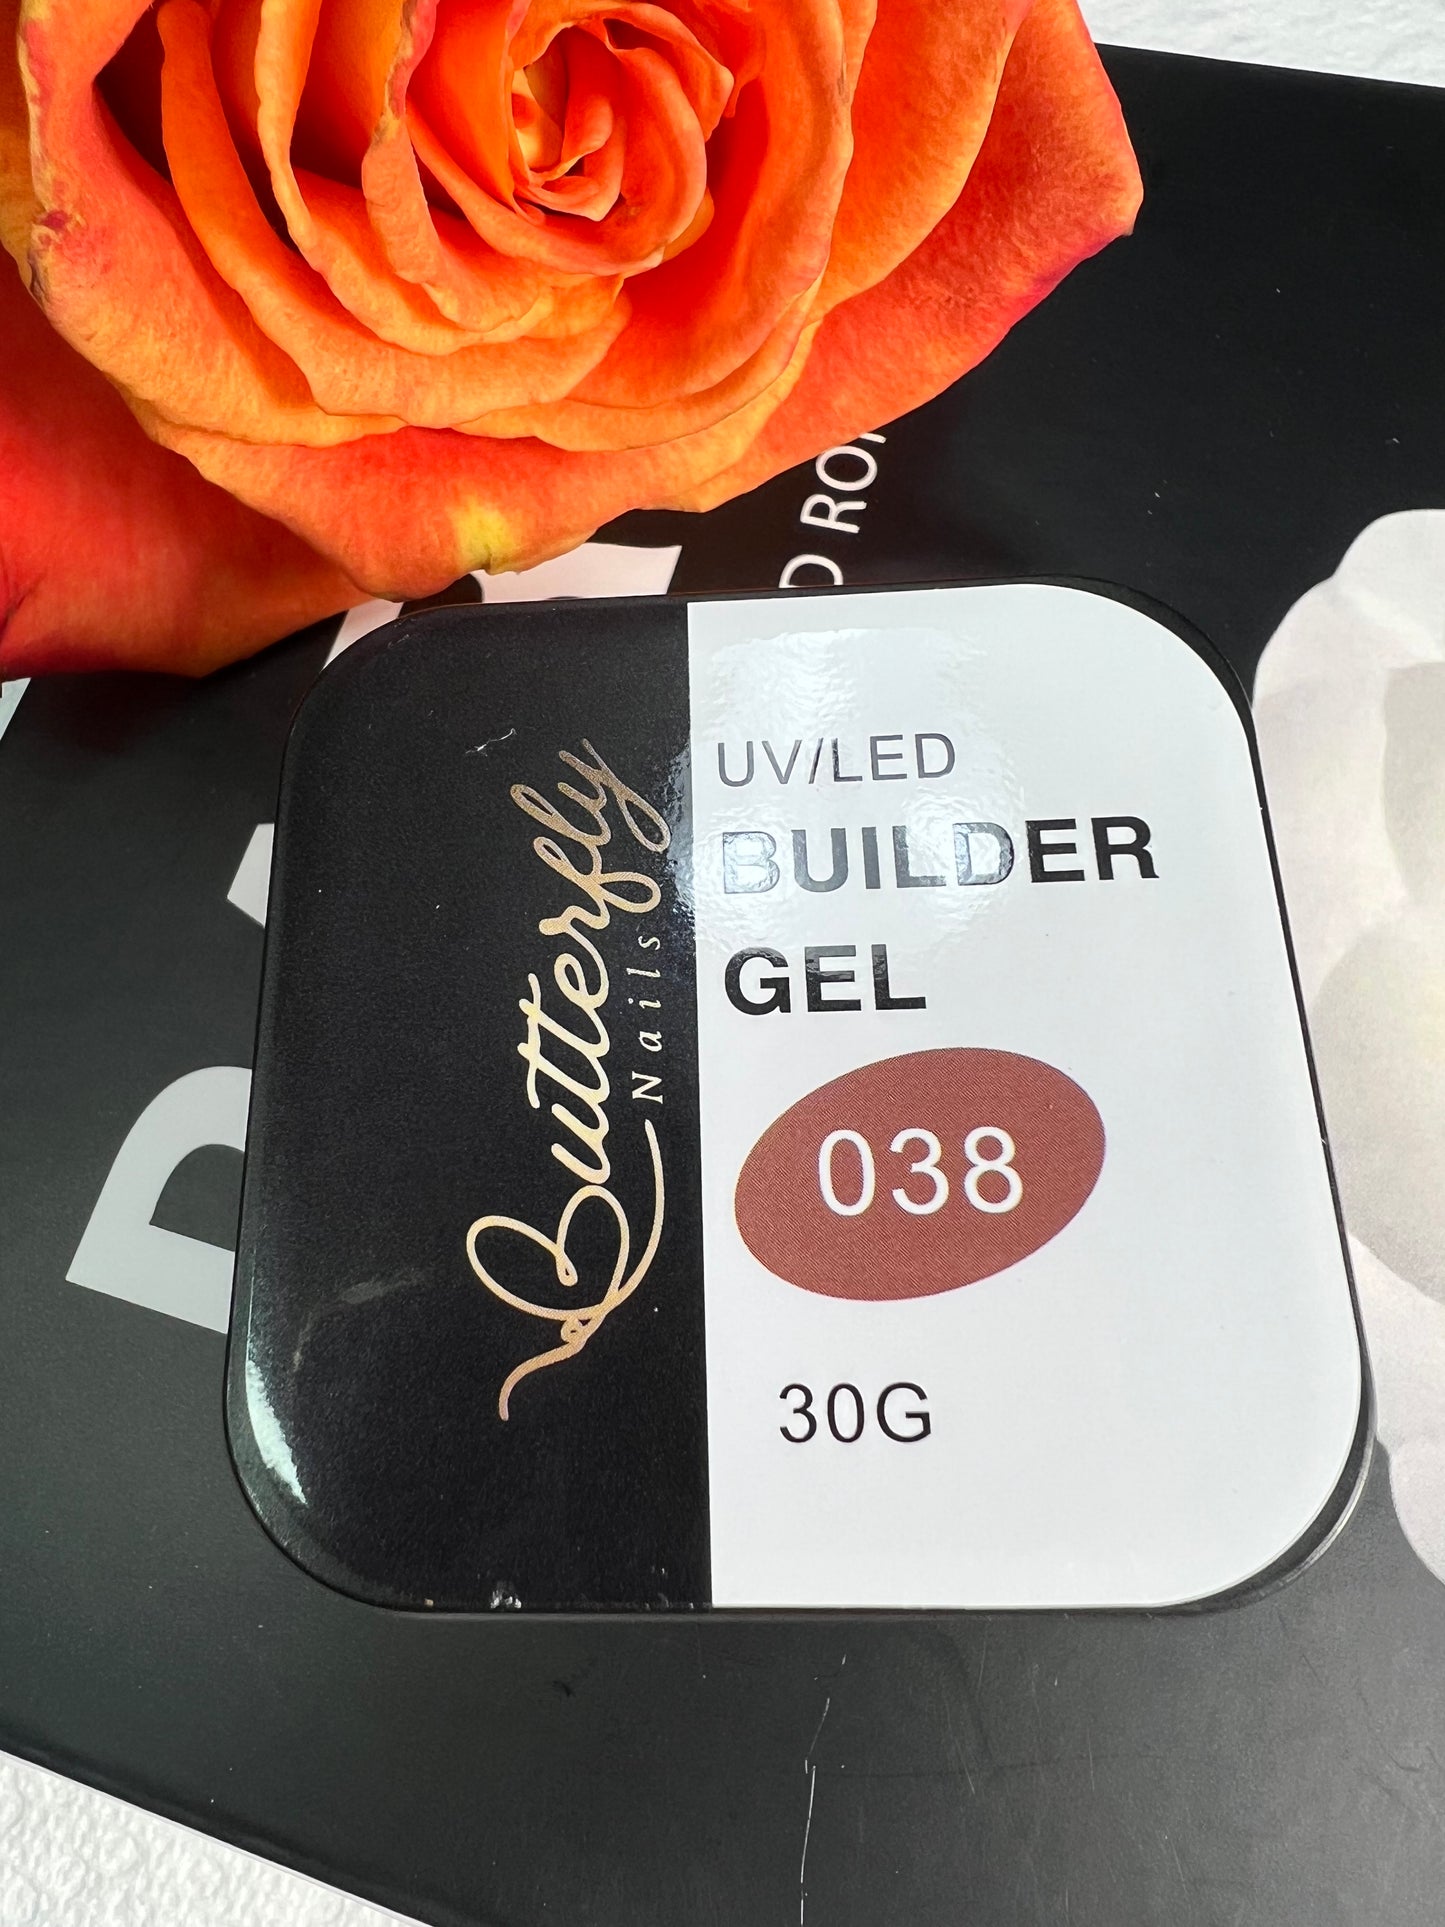 Butterfly
Nails
UV/LED
BUILDER
GEL
038
30G